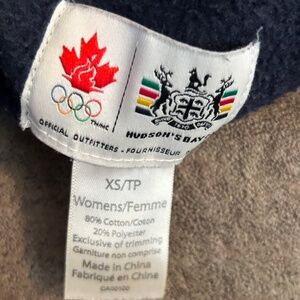 TM/MC
OFFICIAL OUTFITTERS - FOURNISSEUR
HUDSON'S BAY
XS/TP
Womens/Femme
80% Cotton/Coton
20% Polyester
Exclusive of trimming
Garniture non comprise
Made in China
Fabriqué en Chine
CA00100